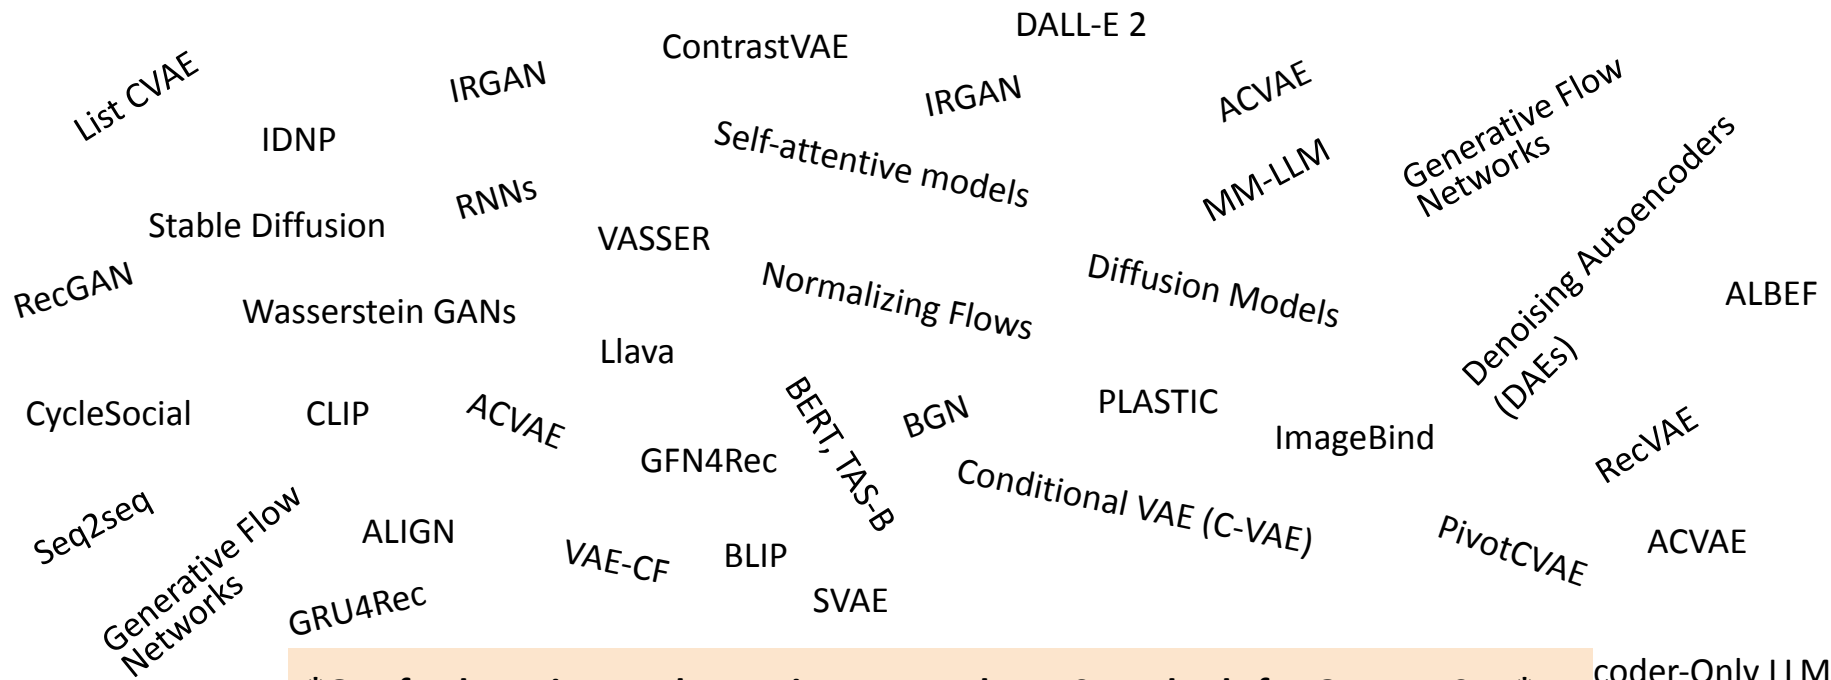 DALL-E 2
ContrastVAE
List CVAE
IRGAN
IRGAN
ACVAE
Generative Flow
Networks
IDNP
Self-attentive models
MM-LLM
Denoising Autoencoders
(DAEs)
RNNs
Stable Diffusion
VASSER
RecGAN
Normalizing Flows
Diffusion Models
ALBEF
Wasserstein GANs
Llava
CycleSocial
CLIP
ACVAE
BERT, TAS-B
BGN
PLASTIC
ImageBind
RecVAE
GFN4Rec
Conditional VAE (C-VAE)
Seq2seq
Generative Flow
Networks
ALIGN
VAE-CF
BLIP
PivotCVAE
ACVAE
GRU4Rec
SVAE
coder-Only LLM